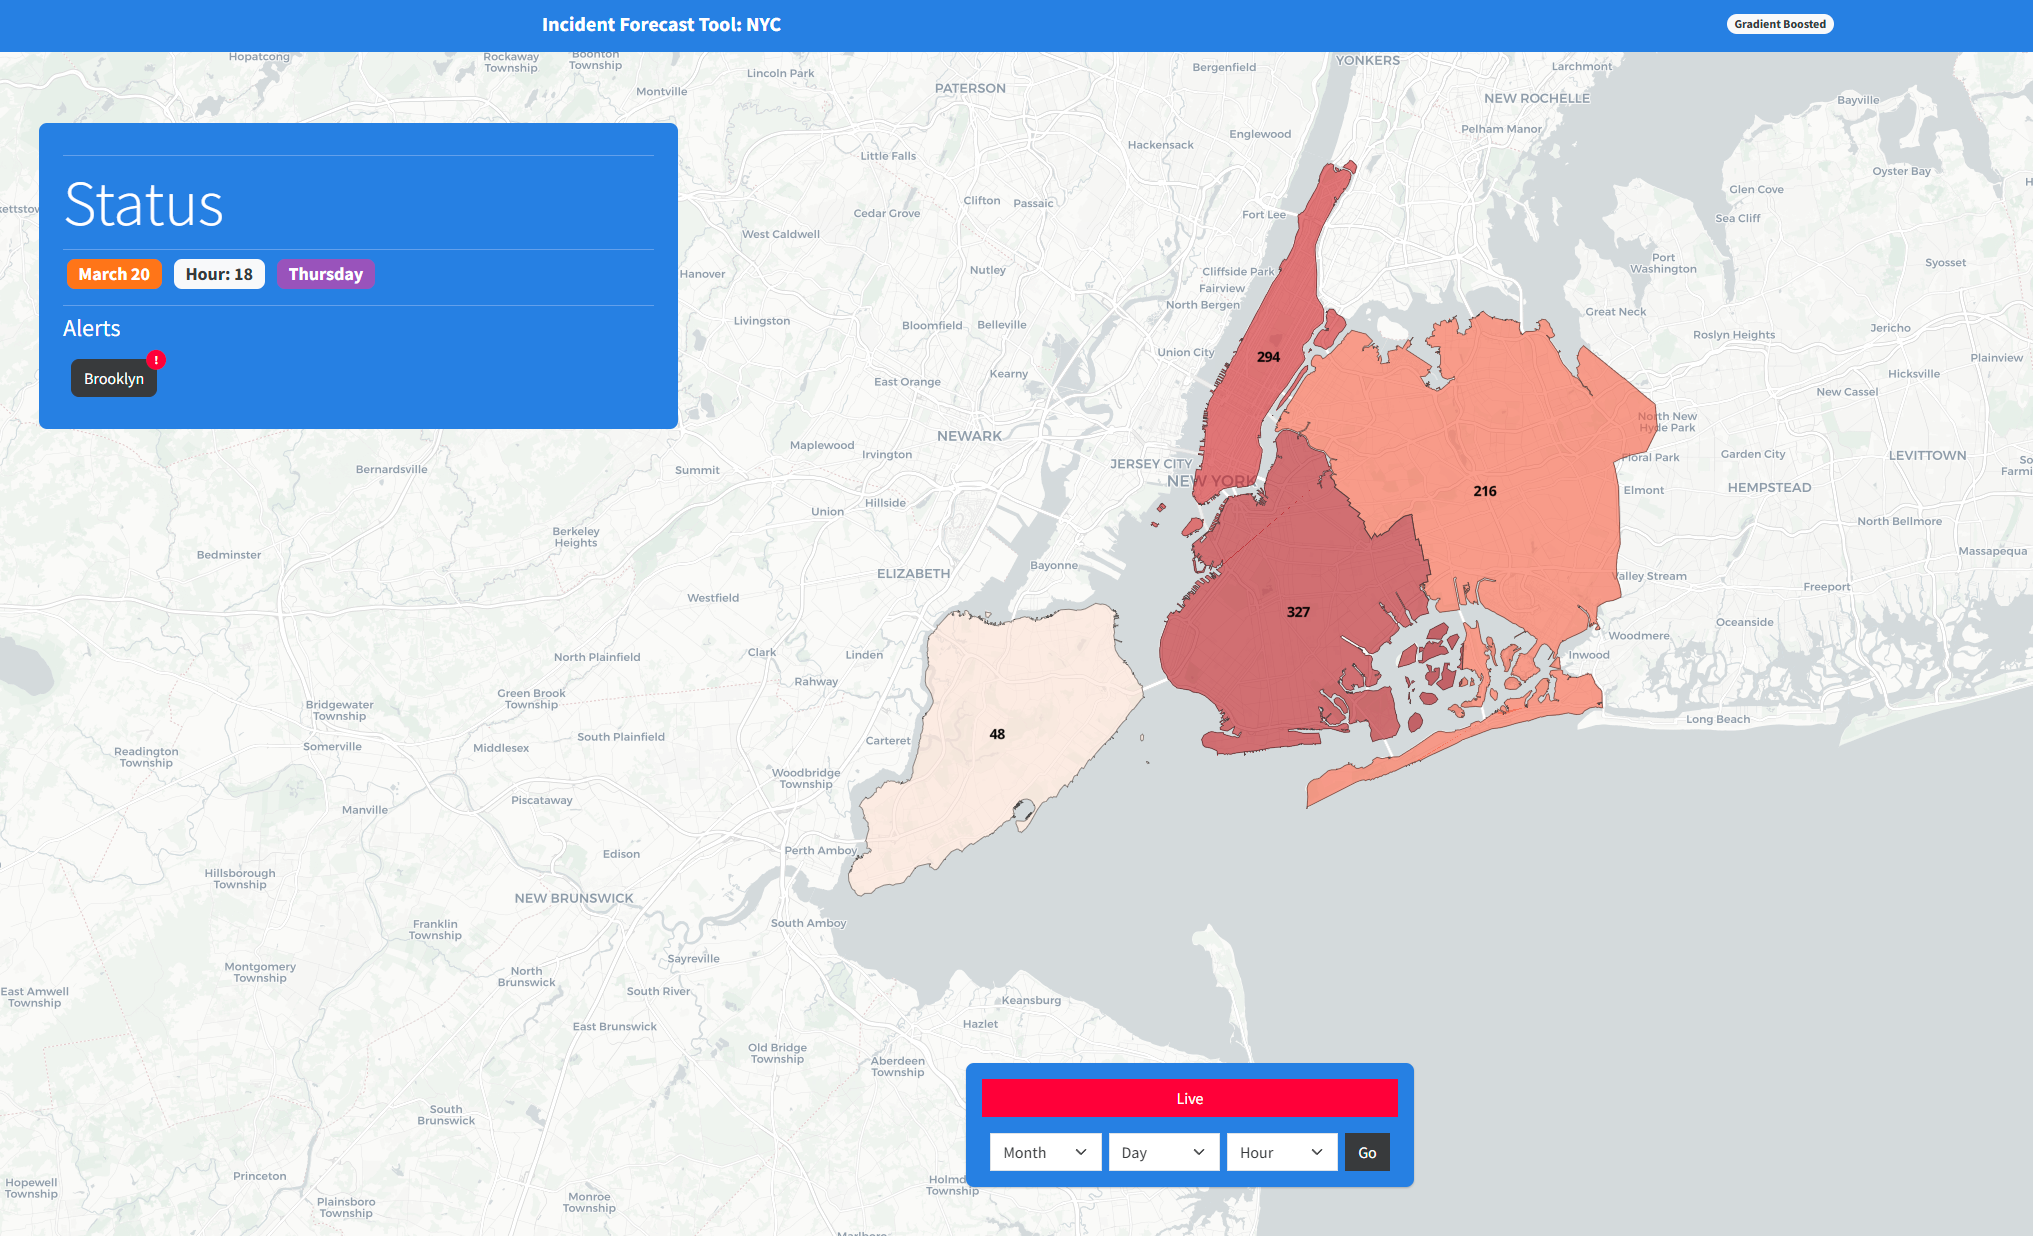 Incident Forecast Tool: NYC
Gradient Boosted
Status
March 20
Hour: 18
Thursday
Alerts
Brooklyn
!
Hopatcong
Rockaway
Township
Boonton
Township
Lincoln Park
Montville
PATERSON
Bergenfield
YONKERS
Larchmont
NEW ROCHELLE
Bayville
Pelham Manor
Englewood
Hackensack
Little Falls
Oyster Bay
Glen Cove
Sea Cliff
Clifton
Passaic
Cedar Grove
Fort Lee
West Caldwell
Port
Washington
Syosset
Hanover
Nutley
Cliffside Park
Fairview
North Bergen
Great Neck
Livingston
Bloomfield
Belleville
Roslyn Heights
Jericho
Union City
294
Plainview
Hicksville
East Orange
Kearny
New Cassel
North New
Hyde Park
NEWARK
Maplewood
Irvington
Floral Park
Garden City
LEVITTOWN
Bernardsville
Summit
JERSEY CITY
NEW YORK
216
Elmont
HEMPSTEAD
Hillside
Union
North Bellmore
Berkeley
Heights
Bedminster
Massapequa
Bayonne
ELIZABETH
Valley Stream
Freeport
Westfield
327
Oceanside
Woodmere
Inwood
North Plainfield
Clark
Linden
Rahway
Green Brook
Township
Bridgewater
Township
Long Beach
48
Carteret
South Plainfield
Somerville
Middlesex
Readington
Township
Woodbridge
Township
Piscataway
Manville
Edison
Perth Amboy
Hillsborough
Township
NEW BRUNSWICK
South Amboy
Franklin
Township
Sayreville
Montgomery
Township
North
Brunswick
South River
East Amwell
Township
Keansburg
Hazlet
East Brunswick
Old Bridge
Township
Aberdeen
Township
Live
South
Brunswick
Month
Day
Hour
Go
Princeton
Hopewell
Township
Plainsboro
Township
Monroe
Township
Township